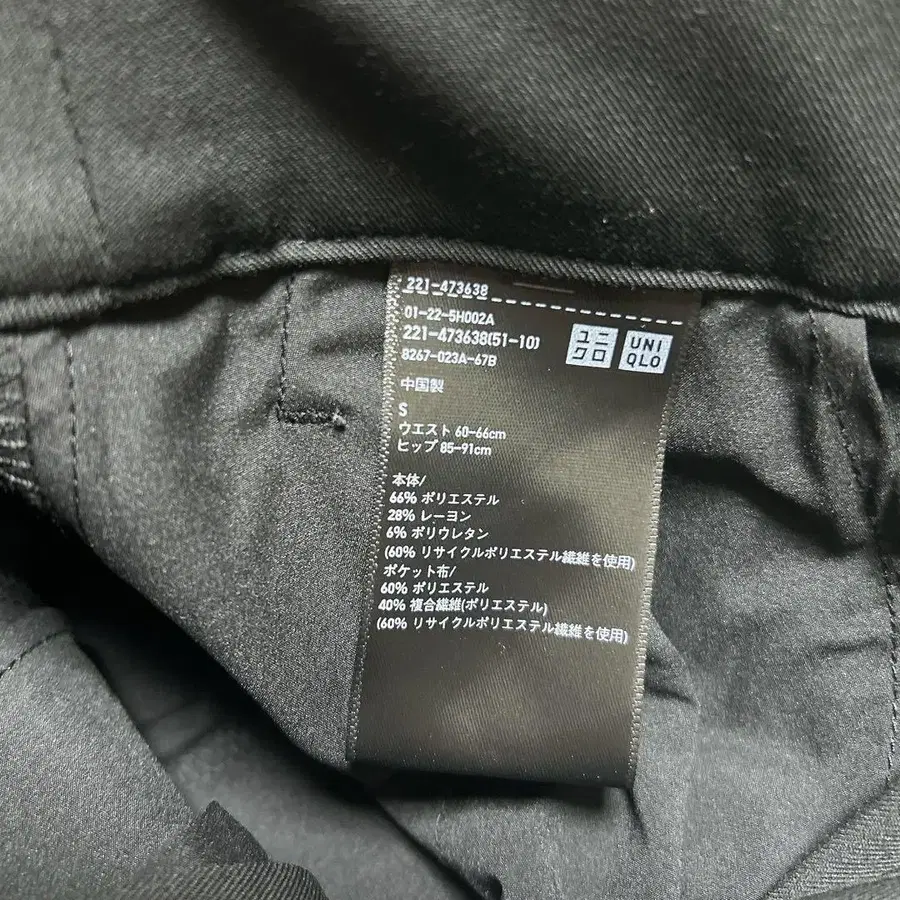 221-473638
01-22-5H002A
221-473638(51-10)
8267-023A-67B
ユニ
クロ
UNI
QLO
中国製
S
ウエスト 60-66cm
ヒップ 85-91cm
本体/
66% ポリエステル
28% レーヨン
6% ポリウレタン
(60% リサイクルポリエステル繊維を使用)
ポケット布/
60% ポリエステル
40% 複合繊維(ポリエステル)
(60% リサイクルポリエステル繊維を使用)